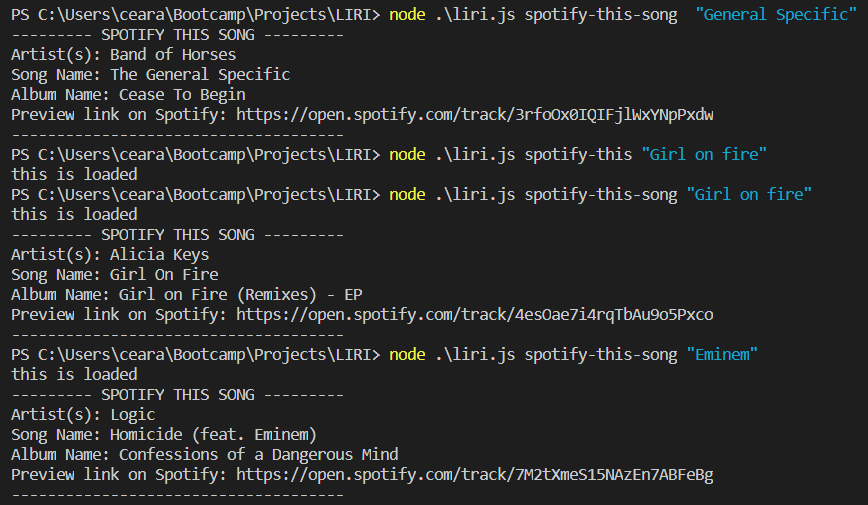 PS C:\Users\ceara\Bootcamp\Projects\LIRI> node .\liri.js spotify-this-song  "General Specific"
--------- SPOTIFY THIS SONG ---------
Artist(s): Band of Horses
Song Name: The General Specific
Album Name: Cease To Begin
Preview link on Spotify: https://open.spotify.com/track/3rfoOx0IQIFjlWxYNpPxdw
-------------------------------------
PS C:\Users\ceara\Bootcamp\Projects\LIRI> node .\liri.js spotify-this "Girl on fire"
this is loaded
PS C:\Users\ceara\Bootcamp\Projects\LIRI> node .\liri.js spotify-this-song "Girl on fire"
this is loaded
--------- SPOTIFY THIS SONG ---------
Artist(s): Alicia Keys
Song Name: Girl On Fire
Album Name: Girl on Fire (Remixes) - EP
Preview link on Spotify: https://open.spotify.com/track/4esOae7i4rqTbAu9o5Pxco
-------------------------------------
PS C:\Users\ceara\Bootcamp\Projects\LIRI> node .\liri.js spotify-this-song "Eminem"
this is loaded
--------- SPOTIFY THIS SONG ---------
Artist(s): Logic
Song Name: Homicide (feat. Eminem)
Album Name: Confessions of a Dangerous Mind
Preview link on Spotify: https://open.spotify.com/track/7M2tXmeS15NAzEn7ABFeBg
-------------------------------------